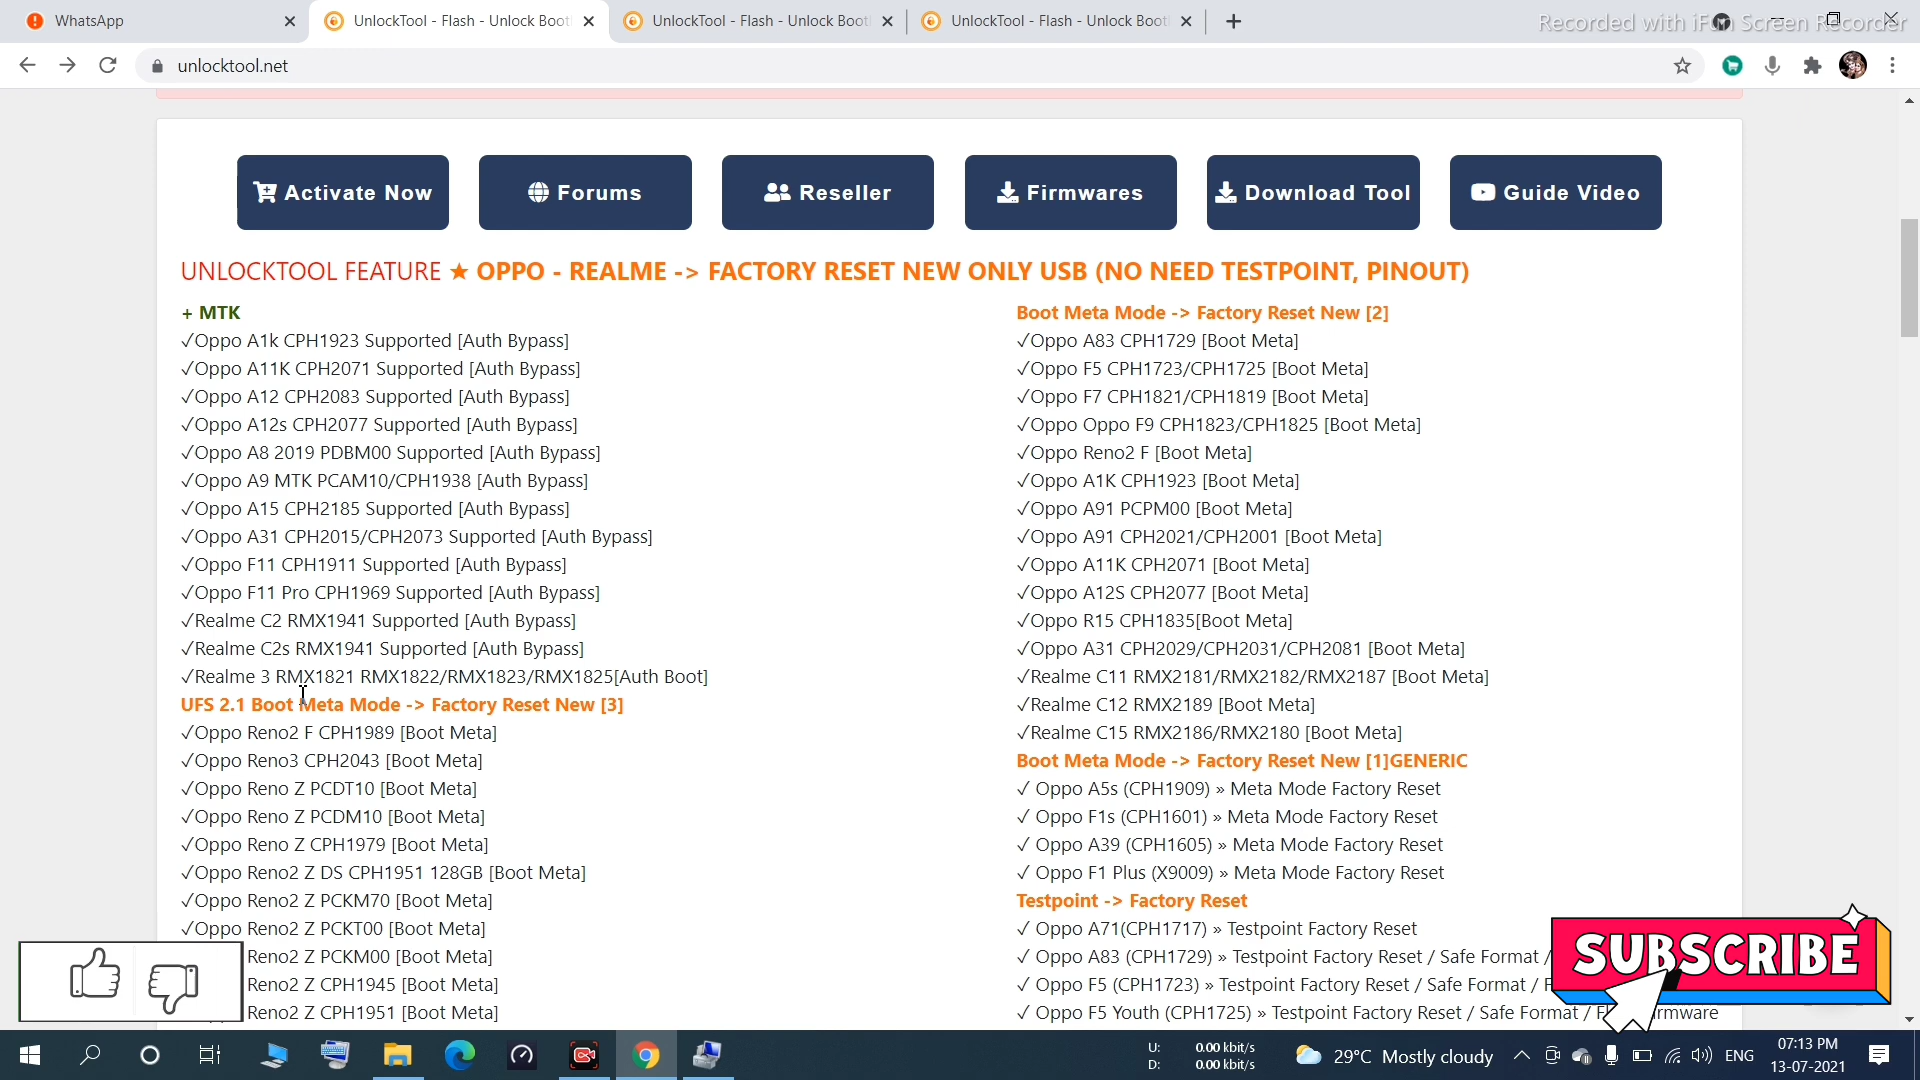 WhatsApp
UnlockTool - Flash - Unlock Boot
UnlockTool - Flash - Unlock Boot
UnlockTool - Flash - Unlock Boot
Recorded with iFun Screen Recorder
unlocktool.net
Activate Now
Forums
Reseller
Firmwares
Download Tool
Guide Video
UNLOCKTOOL FEATURE ★ OPPO - REALME -> FACTORY RESET NEW ONLY USB (NO NEED TESTPOINT, PINOUT)
+ MTK
✓Oppo A1k CPH1923 Supported [Auth Bypass]
✓Oppo A11K CPH2071 Supported [Auth Bypass]
✓Oppo A12 CPH2083 Supported [Auth Bypass]
✓Oppo A12s CPH2077 Supported [Auth Bypass]
✓Oppo A8 2019 PDBM00 Supported [Auth Bypass]
✓Oppo A9 MTK PCAM10/CPH1938 [Auth Bypass]
✓Oppo A15 CPH2185 Supported [Auth Bypass]
✓Oppo A31 CPH2015/CPH2073 Supported [Auth Bypass]
✓Oppo F11 CPH1911 Supported [Auth Bypass]
✓Oppo F11 Pro CPH1969 Supported [Auth Bypass]
✓Realme C2 RMX1941 Supported [Auth Bypass]
✓Realme C2s RMX1941 Supported [Auth Bypass]
✓Realme 3 RMX1821 RMX1822/RMX1823/RMX1825[Auth Boot]
UFS 2.1 Boot Meta Mode -> Factory Reset New [3]
✓Oppo Reno2 F CPH1989 [Boot Meta]
✓Oppo Reno3 CPH2043 [Boot Meta]
✓Oppo Reno Z PCDT10 [Boot Meta]
✓Oppo Reno Z PCDM10 [Boot Meta]
✓Oppo Reno Z CPH1979 [Boot Meta]
✓Oppo Reno2 Z DS CPH1951 128GB [Boot Meta]
✓Oppo Reno2 Z PCKM70 [Boot Meta]
✓Oppo Reno2 Z PCKT00 [Boot Meta]
Reno2 Z PCKM00 [Boot Meta]
Reno2 Z CPH1945 [Boot Meta]
Reno2 Z CPH1951 [Boot Meta]
Boot Meta Mode -> Factory Reset New [2]
✓Oppo A83 CPH1729 [Boot Meta]
✓Oppo F5 CPH1723/CPH1725 [Boot Meta]
✓Oppo F7 CPH1821/CPH1819 [Boot Meta]
✓Oppo Oppo F9 CPH1823/CPH1825 [Boot Meta]
✓Oppo Reno2 F [Boot Meta]
✓Oppo A1K CPH1923 [Boot Meta]
✓Oppo A91 PCPM00 [Boot Meta]
✓Oppo A91 CPH2021/CPH2001 [Boot Meta]
✓Oppo A11K CPH2071 [Boot Meta]
✓Oppo A12S CPH2077 [Boot Meta]
✓Oppo R15 CPH1835[Boot Meta]
✓Oppo A31 CPH2029/CPH2031/CPH2081 [Boot Meta]
✓Realme C11 RMX2181/RMX2182/RMX2187 [Boot Meta]
✓Realme C12 RMX2189 [Boot Meta]
✓Realme C15 RMX2186/RMX2180 [Boot Meta]
Boot Meta Mode -> Factory Reset New [1]GENERIC
✓ Oppo A5s (CPH1909) » Meta Mode Factory Reset
✓ Oppo F1s (CPH1601) » Meta Mode Factory Reset
✓ Oppo A39 (CPH1605) » Meta Mode Factory Reset
✓ Oppo F1 Plus (X9009) » Meta Mode Factory Reset
Testpoint -> Factory Reset
✓ Oppo A71(CPH1717) » Testpoint Factory Reset
✓ Oppo A83 (CPH1729) » Testpoint Factory Reset / Safe Format /
✓ Oppo F5 (CPH1723) » Testpoint Factory Reset / Safe Format /
✓ Oppo F5 Youth (CPH1725) » Testpoint Factory Reset / Safe Format /
SUBSCRIBE
U: 0.00 kbit/s
D: 0.00 kbit/s
29°C Mostly cloudy
ENG
07:13 PM
13-07-2021